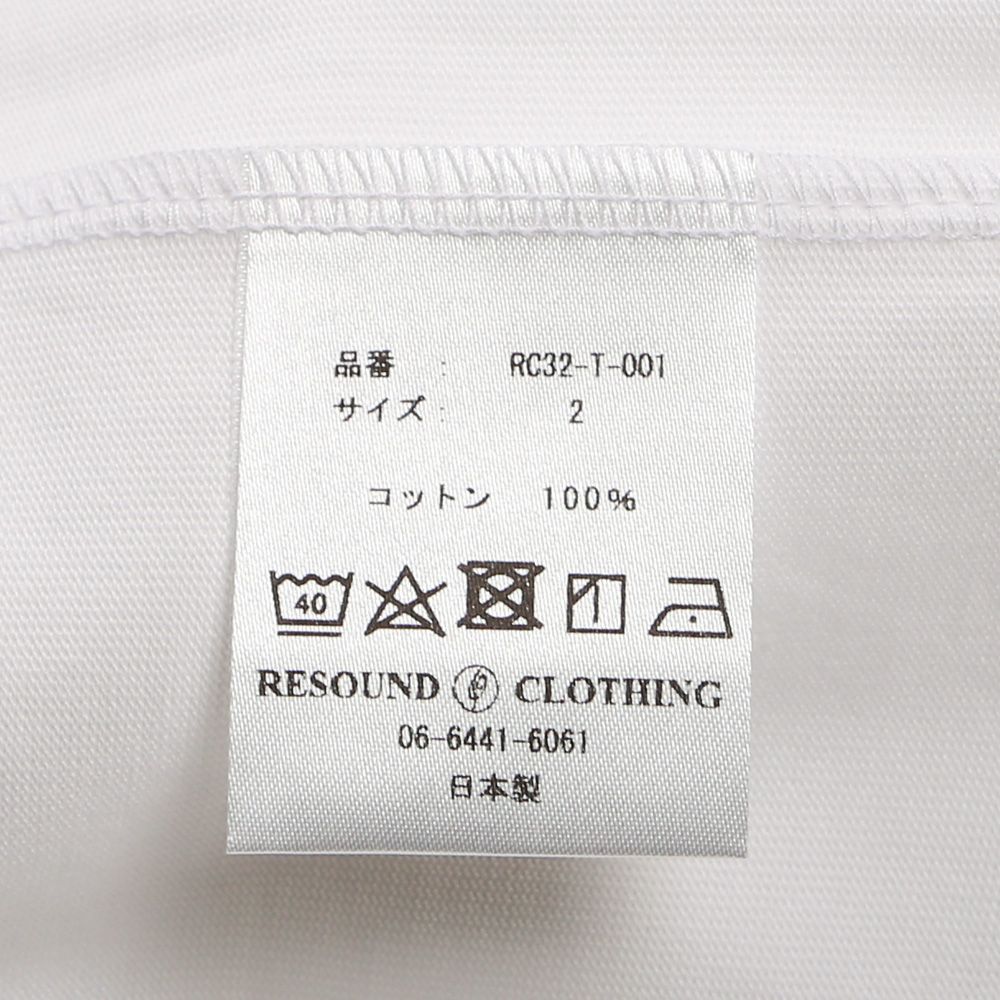 品番 : RC32-T-001
サイズ: 2
コットン 100%
40
RESOUND CLOTHING
06-6441-6061
日本製